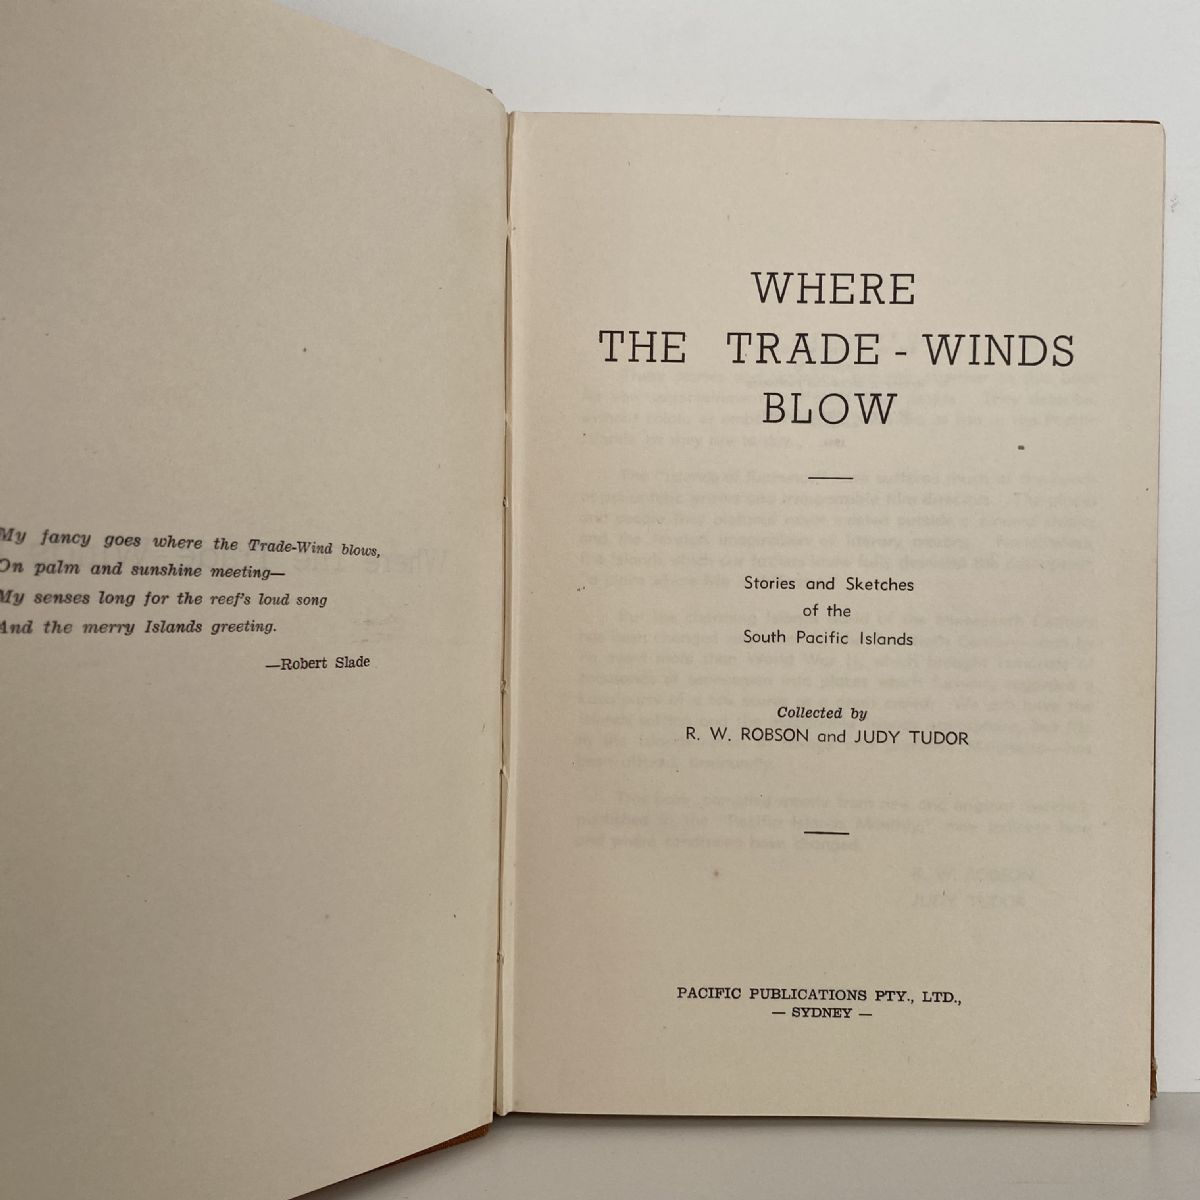 My fancy goes where the Trade-Wind blows,
On palm and sunshine meeting—
My senses long for the reef's loud song
And the merry Islands greeting.
—Robert Slade
WHERE
THE TRADE-WINDS
BLOW
Stories and Sketches
of the
South Pacific Islands
Collected by
R. W. ROBSON and JUDY TUDOR
PACIFIC PUBLICATIONS PTY., LTD.,
— SYDNEY —